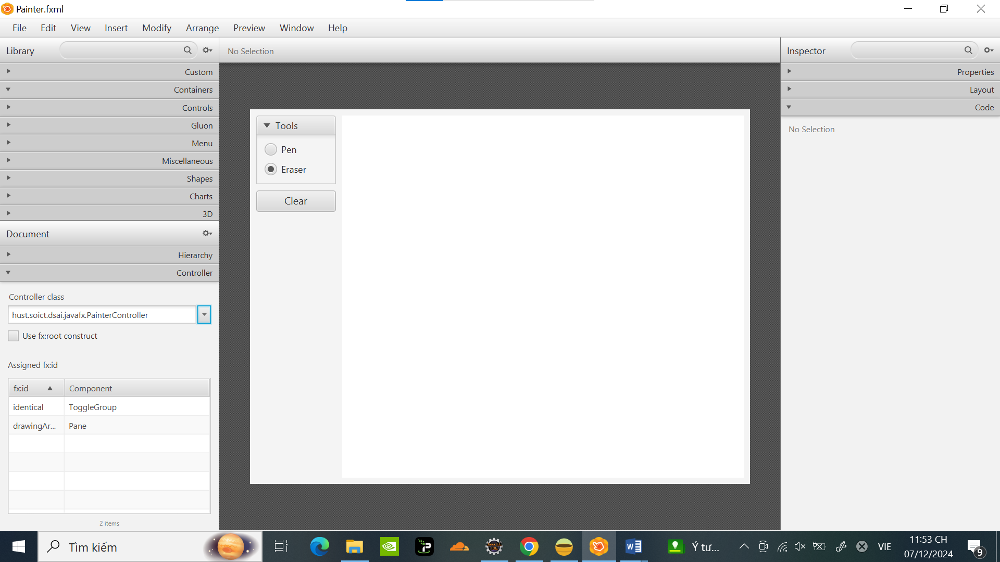 Painter.fxml
File Edit View Insert Modify Arrange Preview Window Help
Library
Custom
Containers
Controls
Gluon
Menu
Miscellaneous
Shapes
Charts
3D
Document
Hierarchy
Controller
Controller class
hust.soict.dsai.javafx.PainterController
Use fx:root construct
Assigned fx:id
fx:id Component
identical ToggleGroup
drawingAr... Pane
2 items
No Selection
Tools
Pen
Eraser
Clear
Inspector
Properties
Layout
Code
No Selection
Tìm kiếm
Java EE
IDE
Ý tư...
VIE
11:53 CH
07/12/2024
9